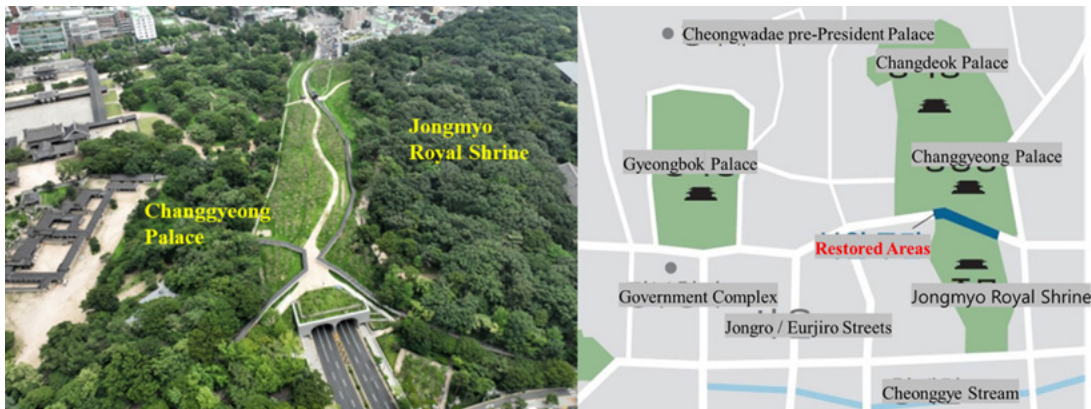 Jongmyo
Royal Shrine
Changgyeong
Palace
Cheongwadae pre-President Palace
Changdeok Palace
Gyeongbok Palace
Changgyeong Palace
Restored Areas
Government Complex
Jongmyo Royal Shrine
Jongro / Eurjiro Streets
Cheonggye Stream